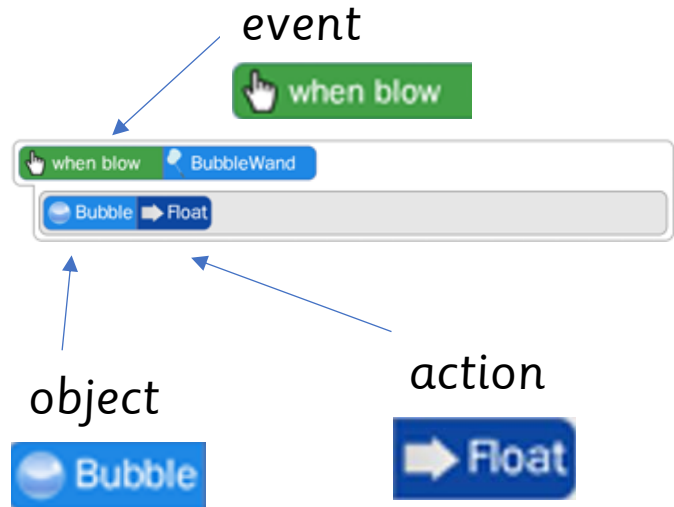 event
when blow
when blow BubbleWand
Bubble Float
object
action
Bubble
Float